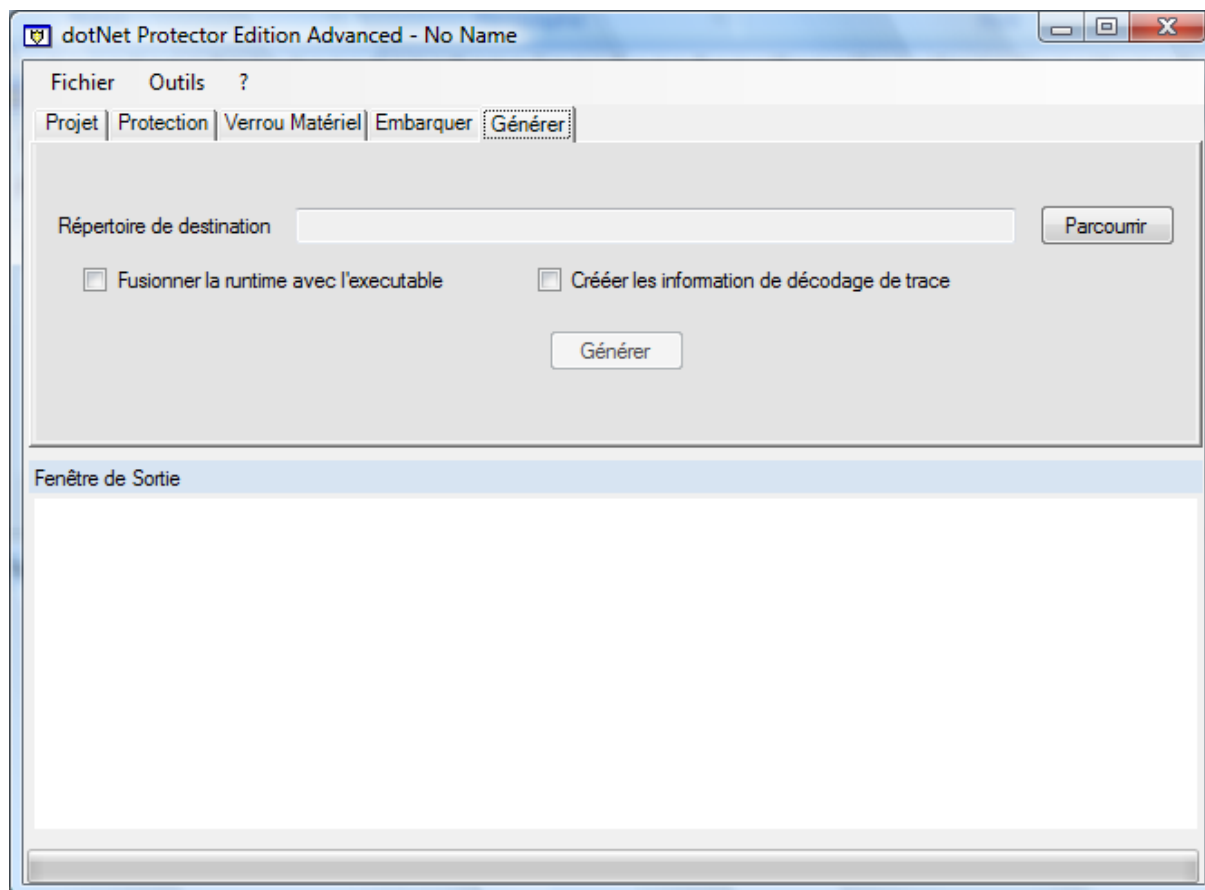 dotNet Protector Edition Advanced - No Name
Fichier Outils ?
Projet Protection Verrou Matériel Embarquer Générer
Répertoire de destination Parcourrir
Fusionner la runtime avec l'executable Crééer les information de décodage de trace
Générer
Fenêtre de Sortie